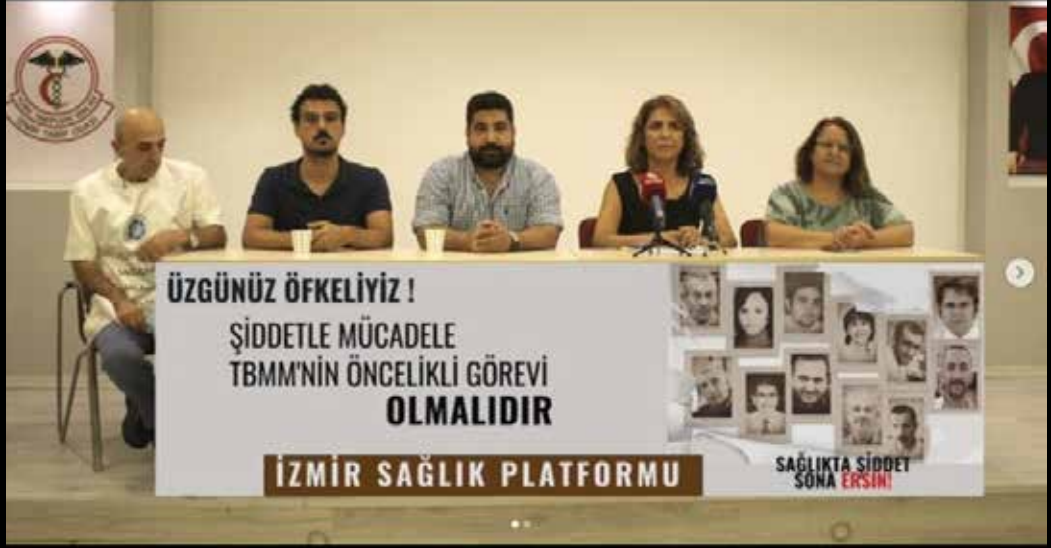 ÜZGÜNÜZ ÖFKELİYİZ !
ŞİDDETLE MÜCADELE
TBMM'NİN ÖNCELİKLİ GÖREVİ
OLMALIDIR
İZMİR SAĞLIK PLATFORMU
SAĞLIKTA ŞİDDET
SONA ERSİN!